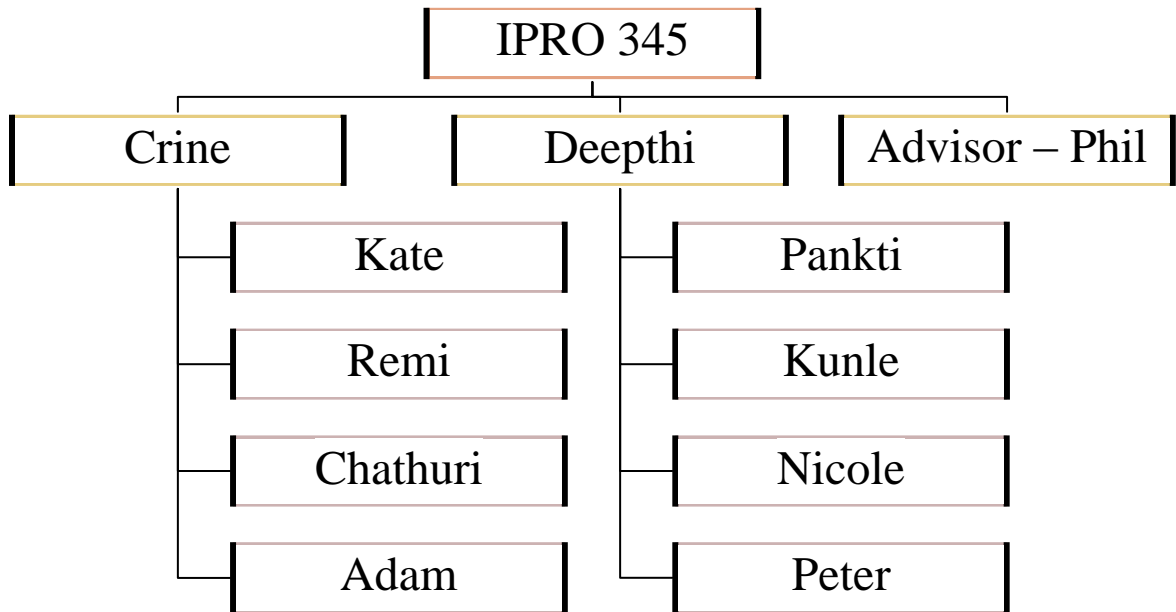 IPRO 345
Crine
Deepthi
Advisor – Phil
Kate
Remi
Chathuri
Adam
Pankti
Kunle
Nicole
Peter